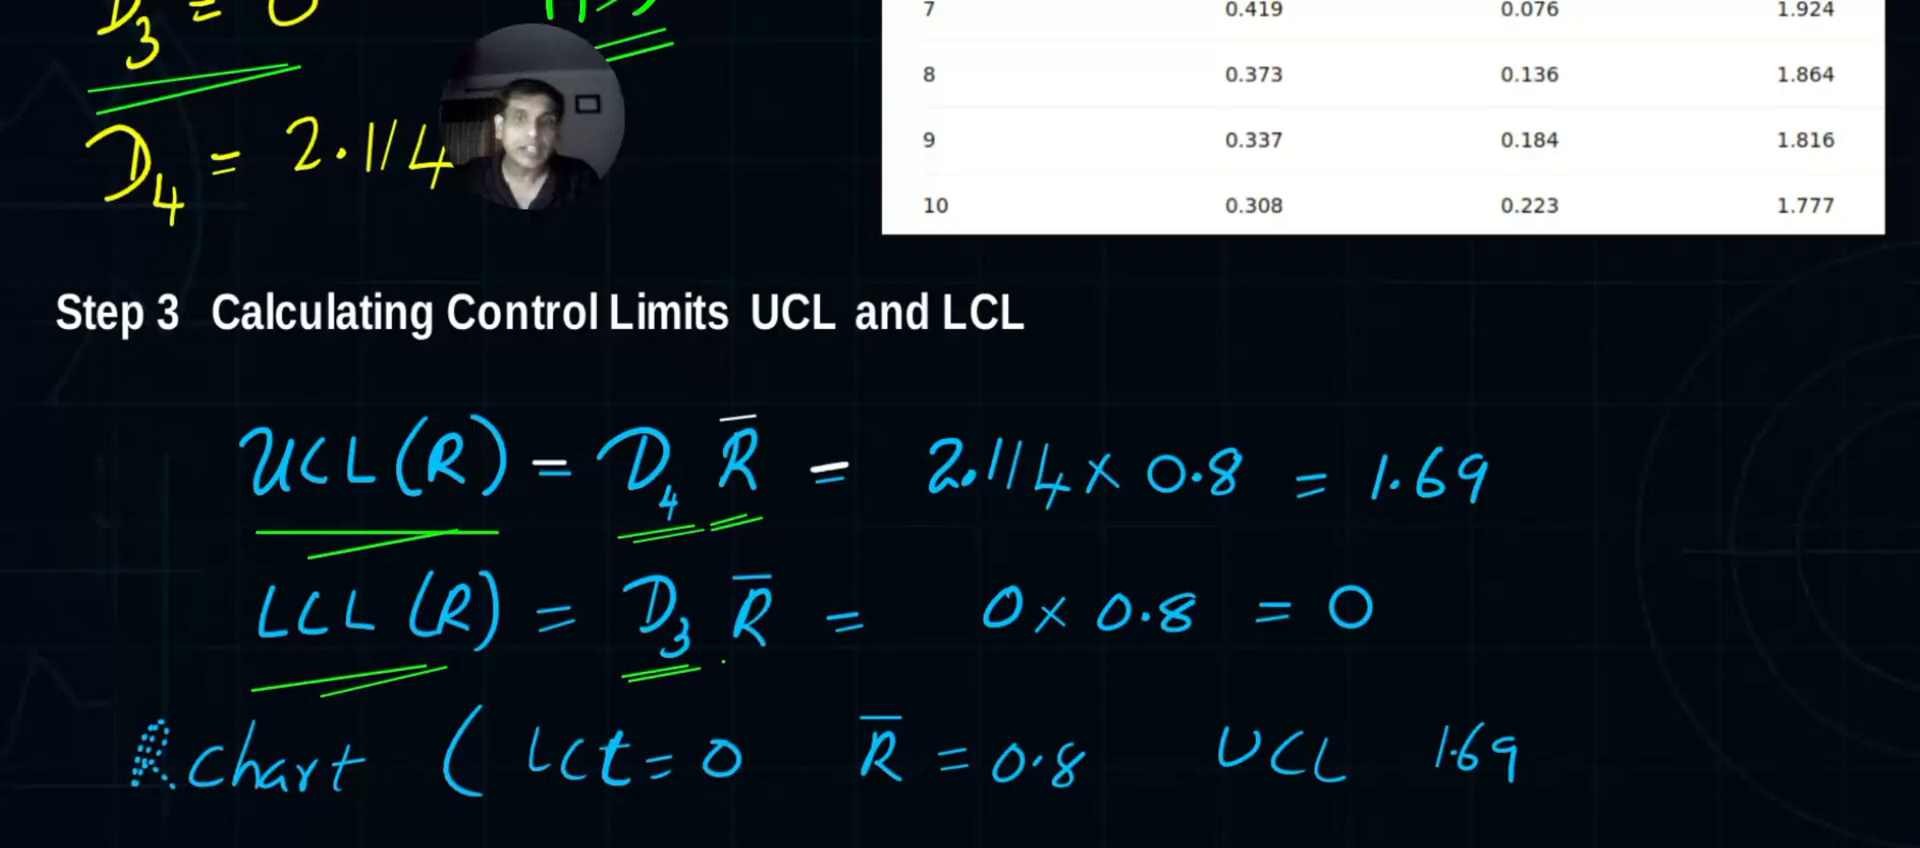 D3 = 0
7 0.419 0.076 1.924
8 0.373 0.136 1.864
D4 = 2.114
9 0.337 0.184 1.816
10 0.308 0.223 1.777
Step 3 Calculating Control Limits UCL and LCL
UCL(R) = D4 R̅ = 2.114 × 0.8 = 1.69
LCL(R) = D3 R̅ = 0 × 0.8 = 0
R chart ( LCL = 0 R̅ = 0.8 UCL 1.69